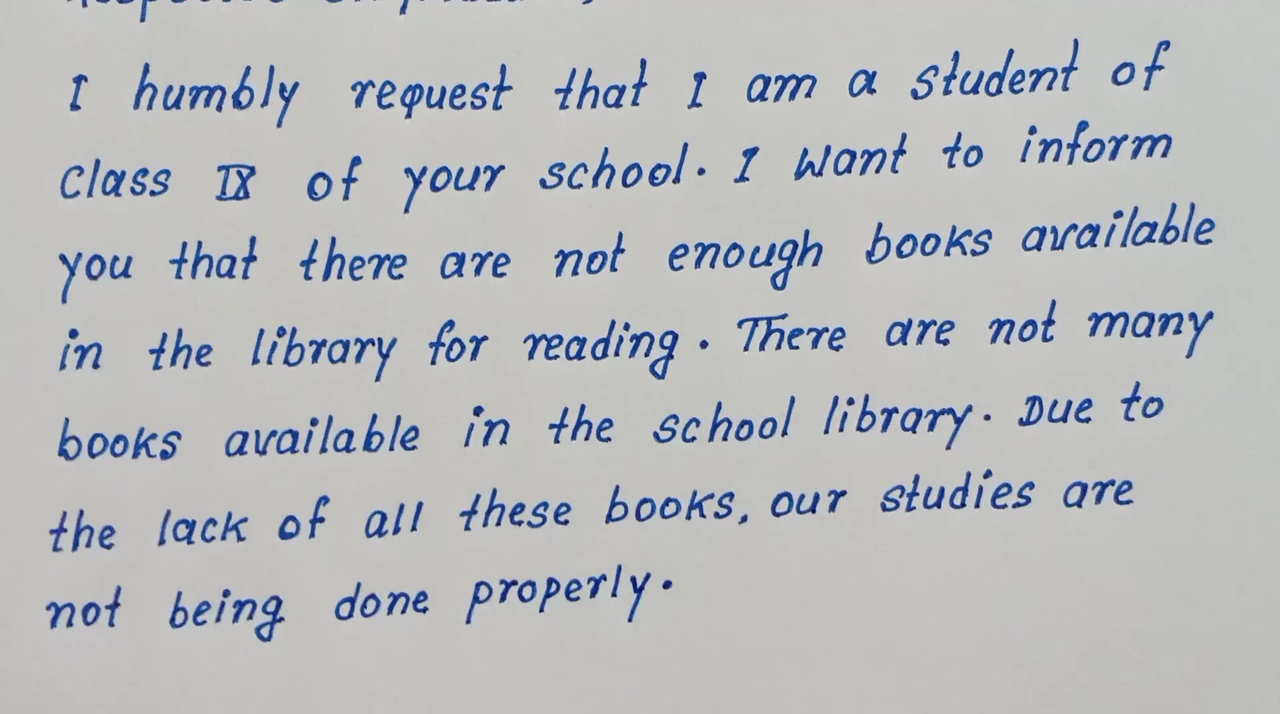 I humbly request that I am a student of
class IX of your school. I want to inform
you that there are not enough books available
in the library for reading. There are not many
books available in the school library. Due to
the lack of all these books, our studies are
not being done properly.